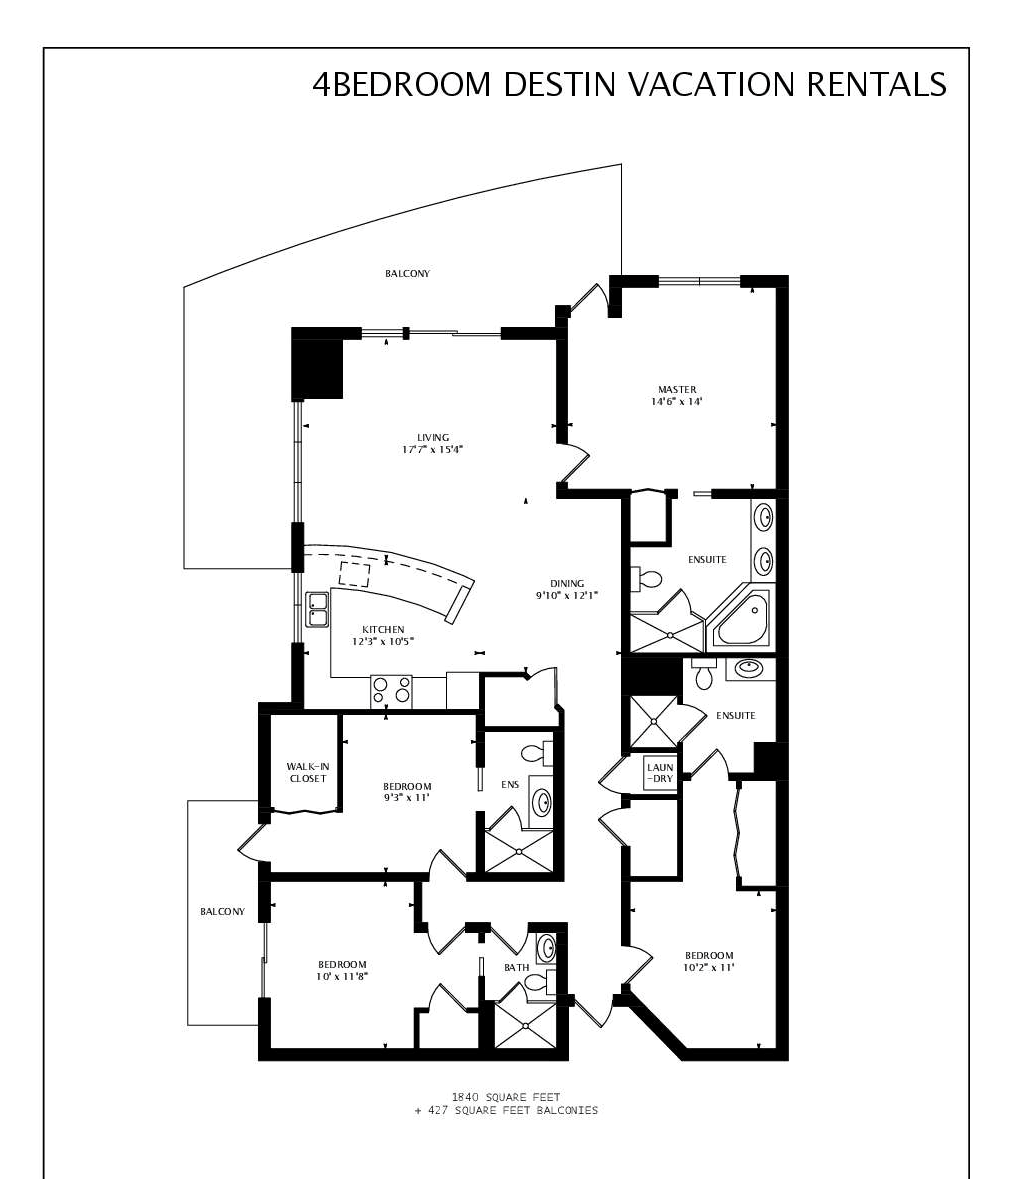 4BEDROOM DESTIN VACATION RENTALS
BALCONY
MASTER
14'6" x 14'
LIVING
17'7" x 15'4"
ENSUITE
DINING
9'10" x 12'1"
KITCHEN
12'3" x 10'5"
ENSUITE
WALK-IN
CLOSET
LAUN
-DRY
BEDROOM
9'3" x 11'
ENS
BALCONY
BEDROOM
10' x 11'8"
BATH
BEDROOM
10'2" x 11'
1840 SQUARE FEET
+ 427 SQUARE FEET BALCONIES